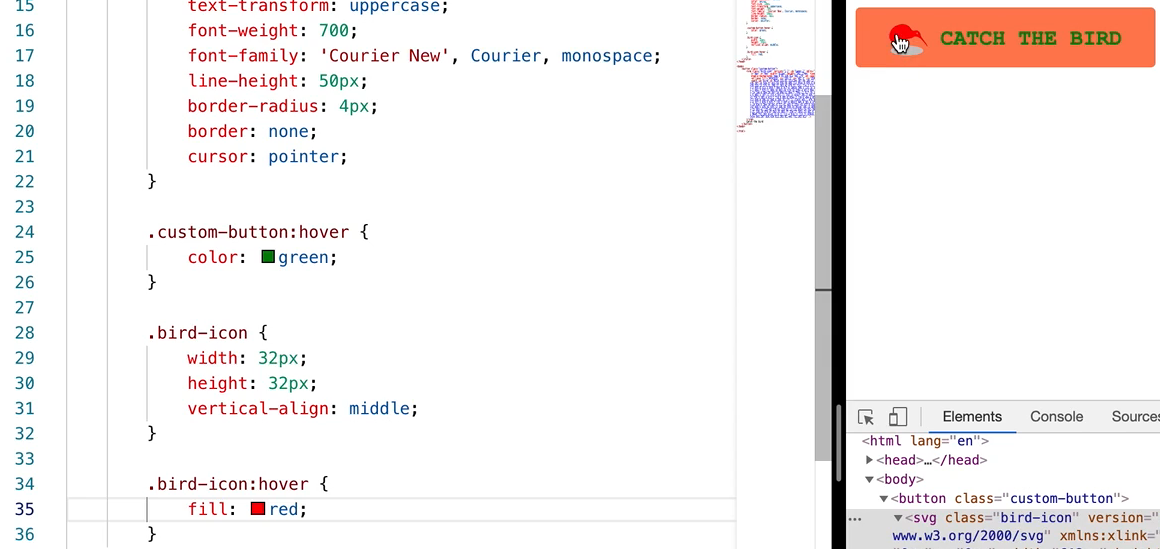 15 text-transform: uppercase;
16 font-weight: 700;
17 font-family: 'Courier New', Courier, monospace;
18 line-height: 50px;
19 border-radius: 4px;
20 border: none;
21 cursor: pointer;
22 }
23
24 .custom-button:hover {
25 color: green;
26 }
27
28 .bird-icon {
29 width: 32px;
30 height: 32px;
31 vertical-align: middle;
32 }
33
34 .bird-icon:hover {
35 fill: red;
36 }
CATCH THE BIRD
Elements Console Sources
<html lang="en">
<head>…</head>
<body>
<button class="custom-button">
<svg class="bird-icon" version="
www.w3.org/2000/svg" xmlns:xlink=